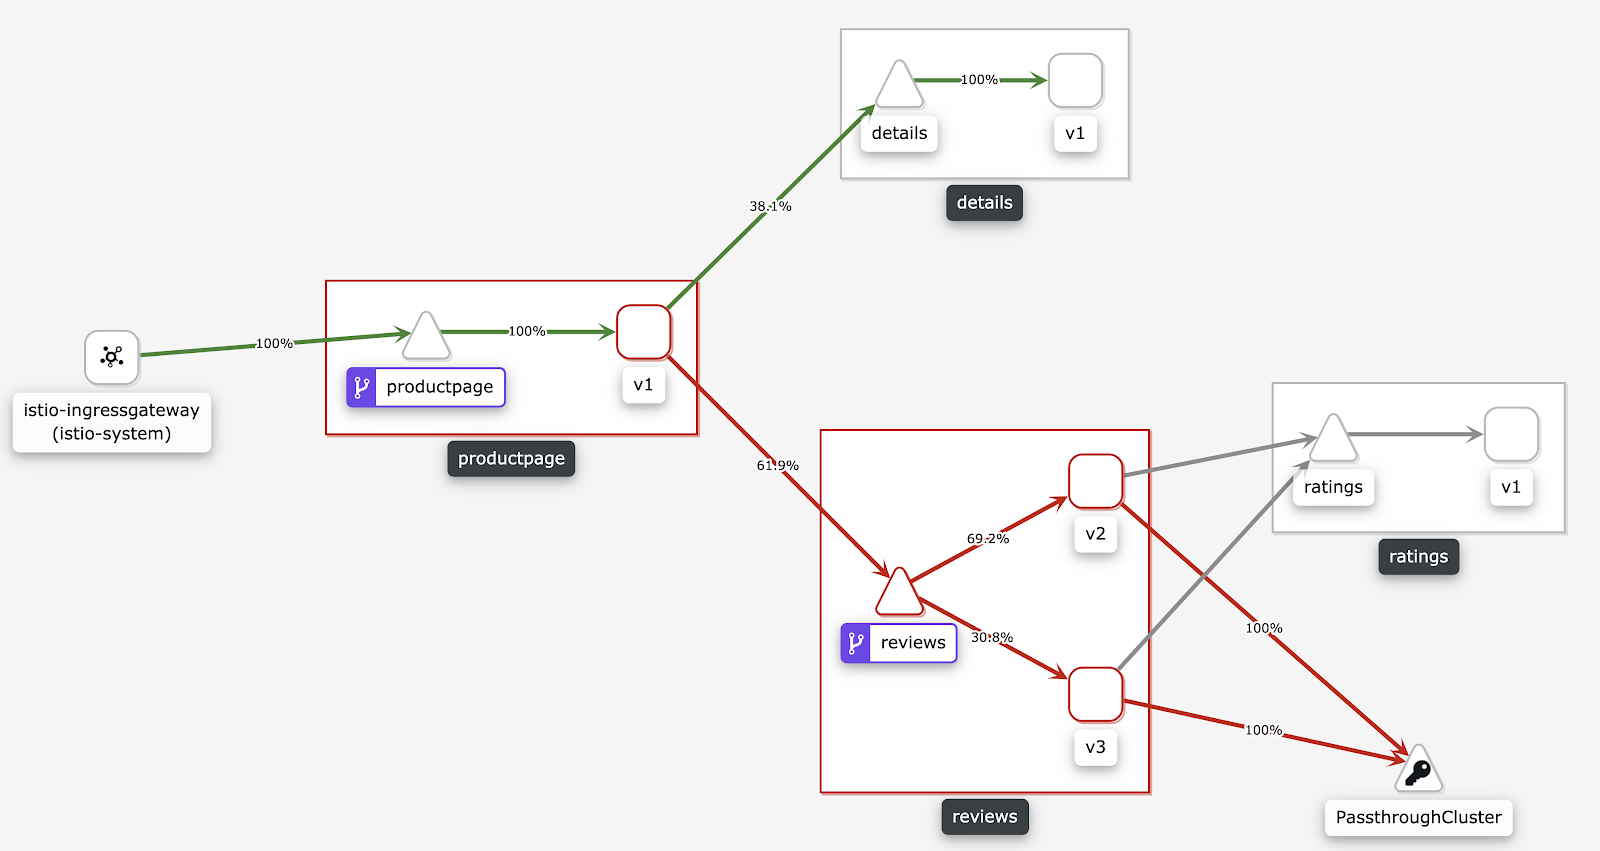 100%
details
v1
details
38.1%
100%
100%
productpage
v1
productpage
istio-ingressgateway
(istio-system)
61.9%
69.2%
v2
30.8%
reviews
v3
reviews
ratings
v1
ratings
100%
100%
PassthroughCluster